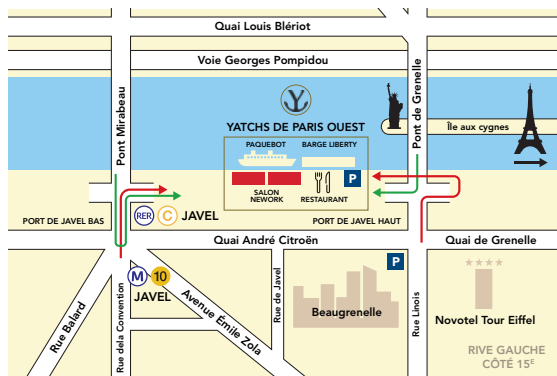 Quai Louis Blériot
Voie Georges Pompidou
Pont Mirabeau
Pont de Grenelle
Y
YATCHS DE PARIS OUEST
Île aux cygnes
PAQUEBOT
BARGE LIBERTY
P
SALON
NEWORK
RESTAURANT
PORT DE JAVEL BAS
RER C JAVEL
PORT DE JAVEL HAUT
Quai André Citroën
Quai de Grenelle
M 10
JAVEL
P
Rue Balard
Rue dela Convention
Avenue Émile Zola
Rue de Javel
Beaugrenelle
Rue Linois
Novotel Tour Eiffel
RIVE GAUCHE
CÔTÉ 15E